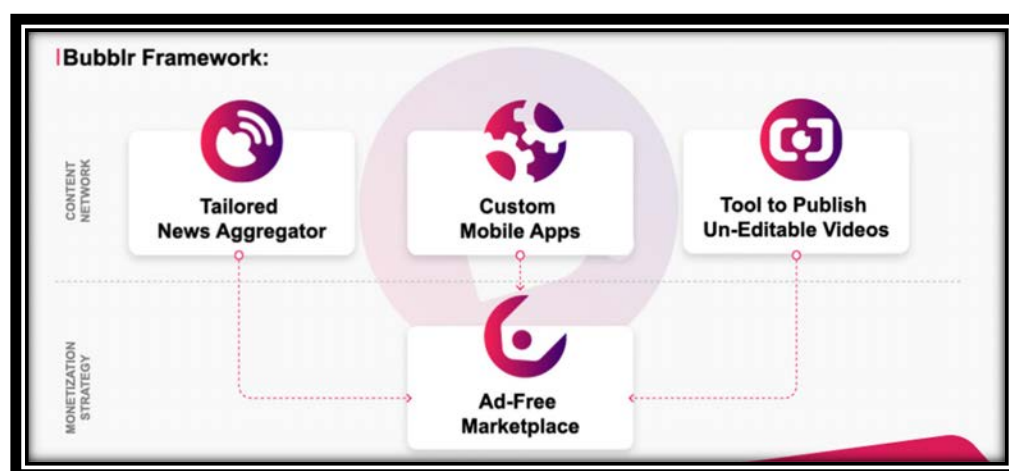 Bubblr Framework:
CONTENT
NETWORK
Tailored
News Aggregator
Custom
Mobile Apps
Tool to Publish
Un-Editable Videos
MONETIZATION
STRATEGY
Ad-Free
Marketplace